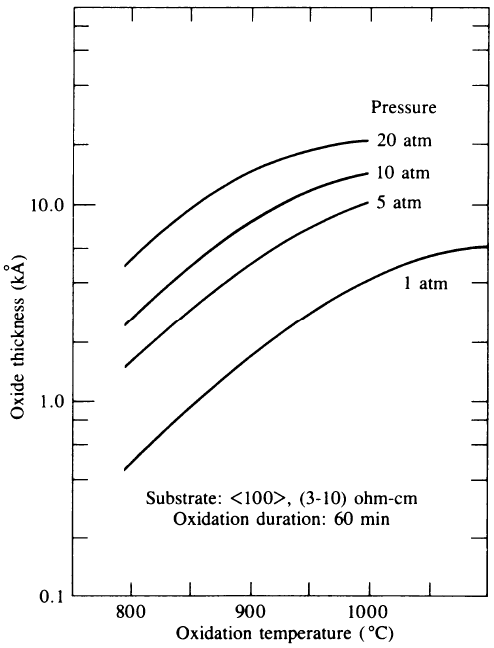 Pressure
20 atm
10 atm
5 atm
1 atm
10.0
1.0
0.1
Oxide thickness (kÅ)
Substrate: <100>, (3-10) ohm-cm
Oxidation duration: 60 min
800
900
1000
Oxidation temperature (°C)